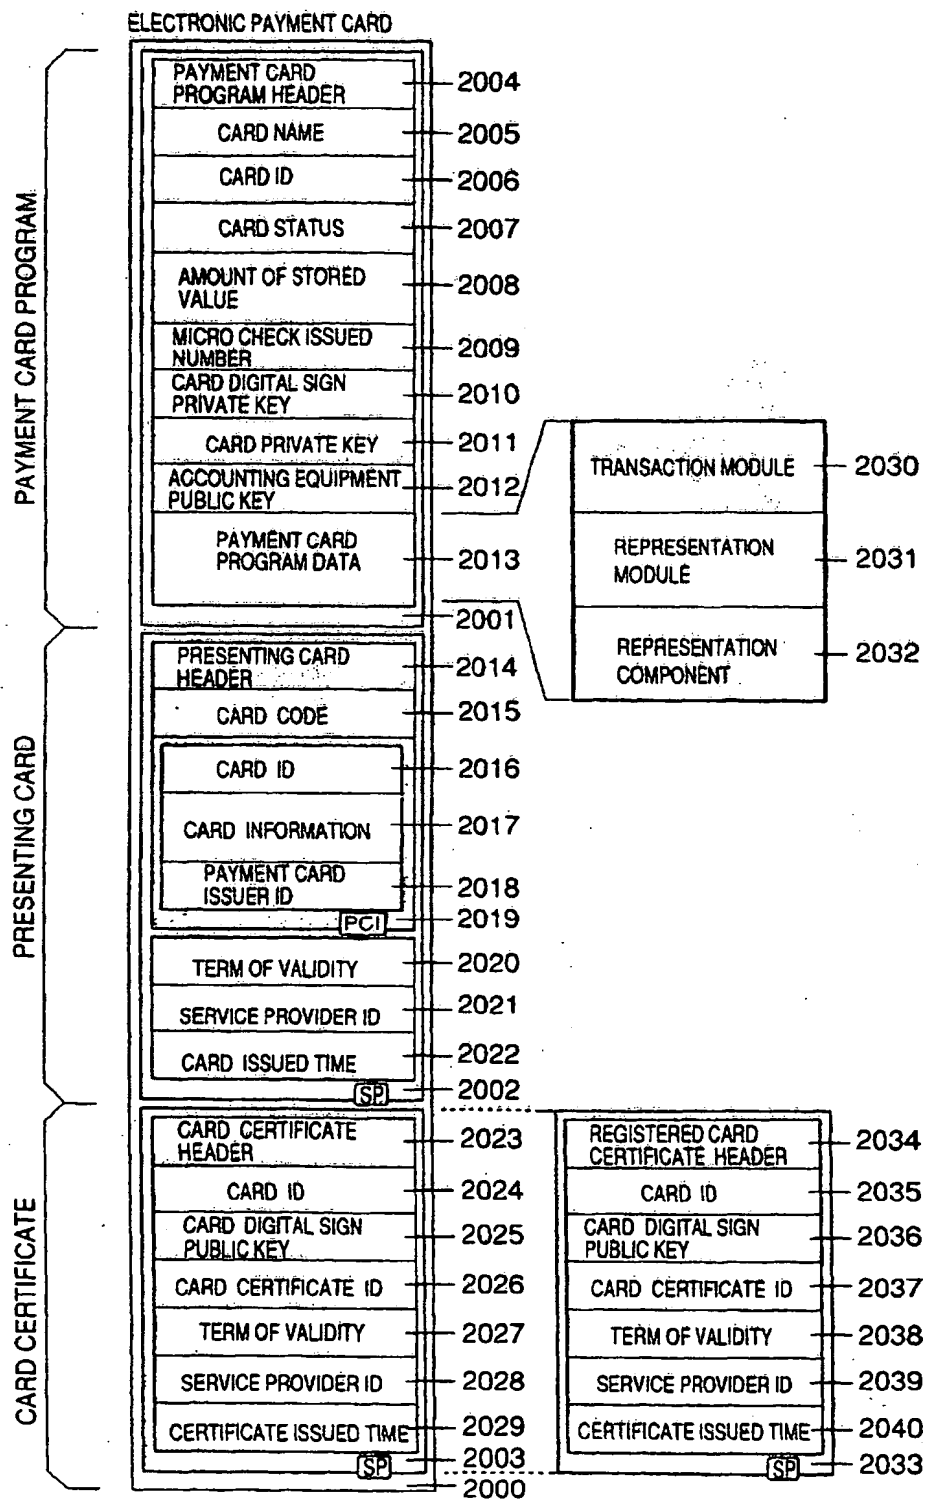 ELECTRONIC PAYMENT CARD
PAYMENT CARD PROGRAM
PAYMENT CARD
PROGRAM HEADER
2004
CARD NAME
2005
CARD ID
2006
CARD STATUS
2007
AMOUNT OF STORED
VALUE
2008
MICRO CHECK ISSUED
NUMBER
2009
CARD DIGITAL SIGN
PRIVATE KEY
2010
CARD PRIVATE KEY
2011
ACCOUNTING EQUIPMENT
PUBLIC KEY
2012
PAYMENT CARD
PROGRAM DATA
2013
2001
TRANSACTION MODULE
2030
REPRESENTATION
MODULE
2031
REPRESENTATION
COMPONENT
2032
PRESENTING CARD
PRESENTING CARD
HEADER
2014
CARD CODE
2015
CARD ID
2016
CARD INFORMATION
2017
PAYMENT CARD
ISSUER ID
2018
PCI
2019
TERM OF VALIDITY
2020
SERVICE PROVIDER ID
2021
CARD ISSUED TIME
2022
SP
2002
CARD CERTIFICATE
CARD CERTIFICATE
HEADER
2023
CARD ID
2024
CARD DIGITAL SIGN
PUBLIC KEY
2025
CARD CERTIFICATE ID
2026
TERM OF VALIDITY
2027
SERVICE PROVIDER ID
2028
CERTIFICATE ISSUED TIME
2029
SP
2003
2000
REGISTERED CARD
CERTIFICATE HEADER
2034
CARD ID
2035
CARD DIGITAL SIGN
PUBLIC KEY
2036
CARD CERTIFICATE ID
2037
TERM OF VALIDITY
2038
SERVICE PROVIDER ID
2039
CERTIFICATE ISSUED TIME
2040
SP
2033